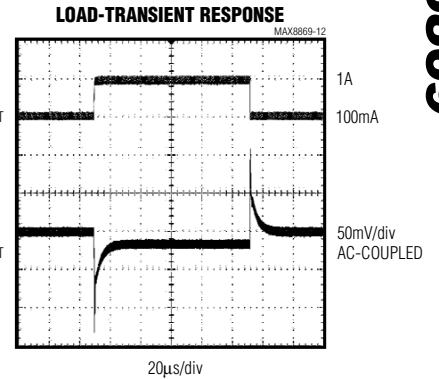 LOAD-TRANSIENT RESPONSE
MAX8869-12
1A
100mA
50mV/div
AC-COUPLED
20µs/div